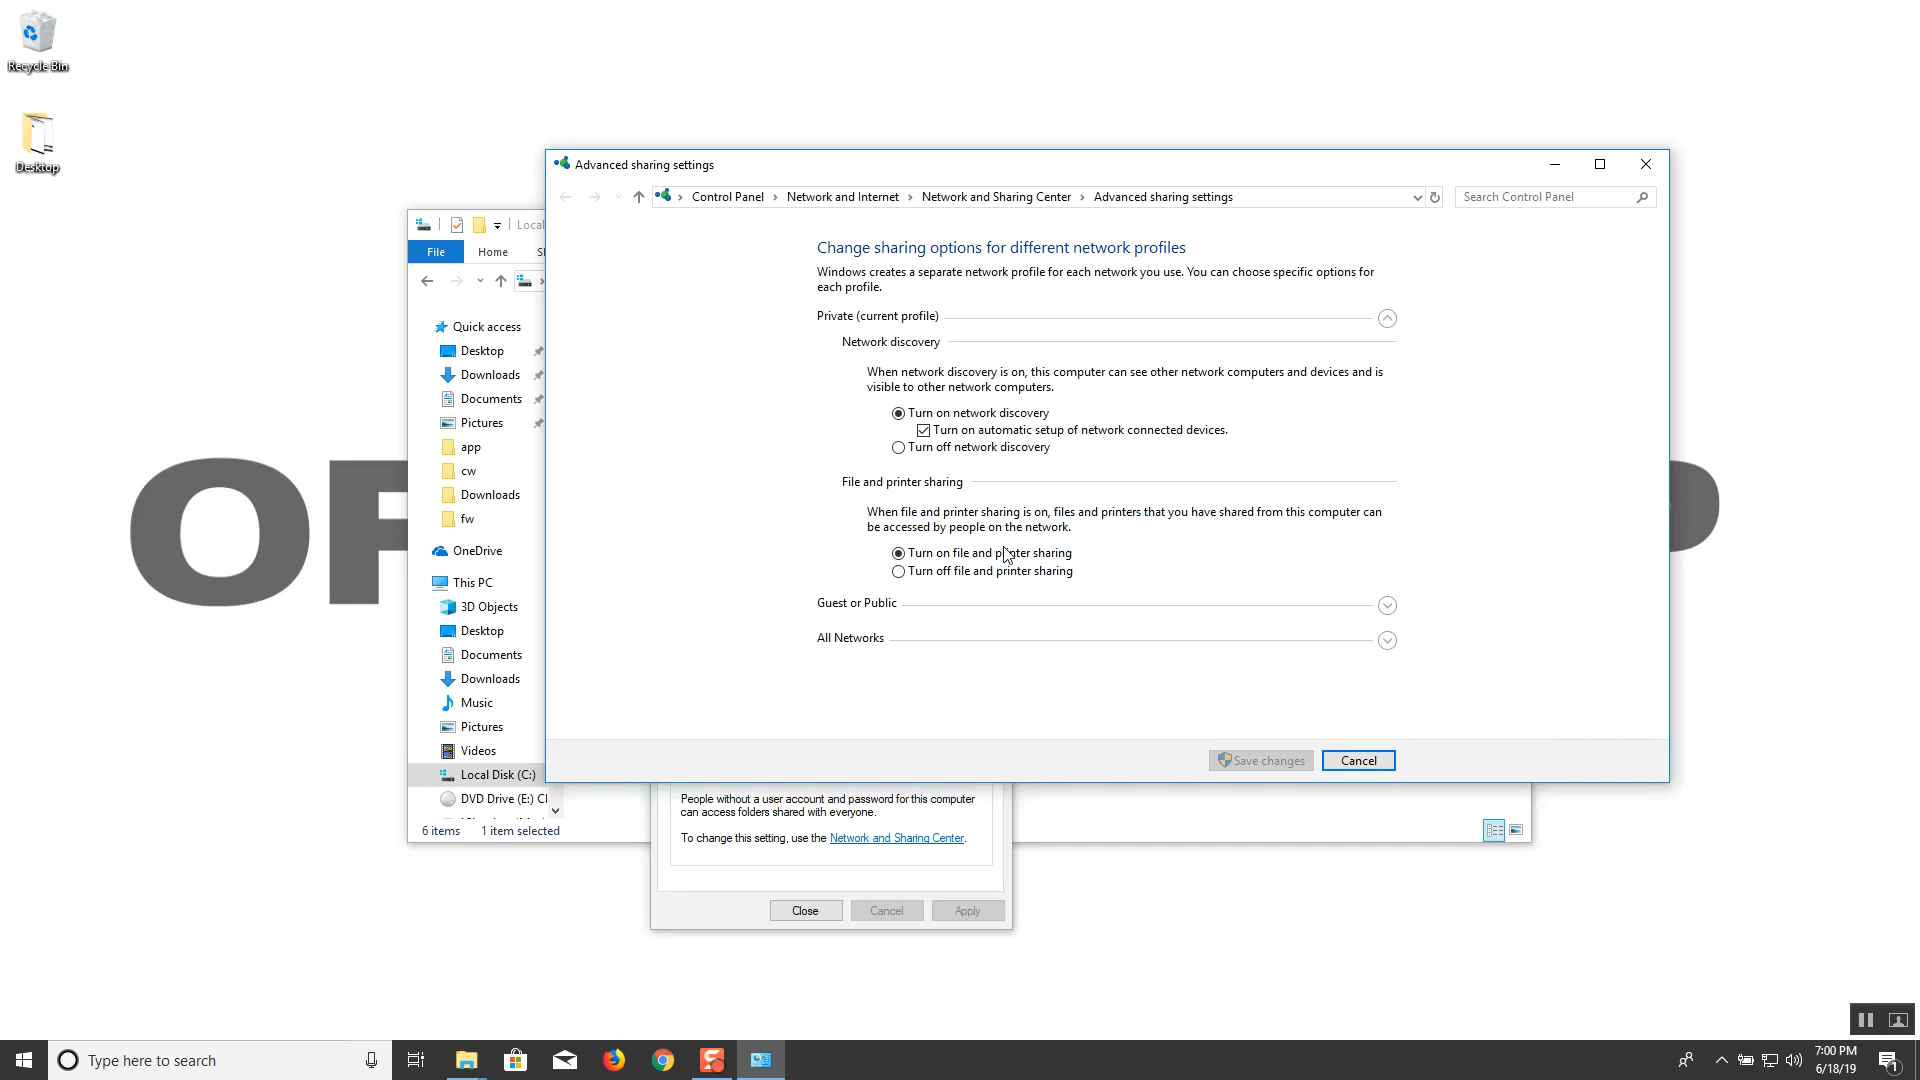 Recycle Bin
Desktop
Advanced sharing settings
Control Panel
Network and Internet
Network and Sharing Center
Advanced sharing settings
Search Control Panel
Change sharing options for different network profiles
Windows creates a separate network profile for each network you use. You can choose specific options for
each profile.
Private (current profile)
Network discovery
When network discovery is on, this computer can see other network computers and devices and is
visible to other network computers.
Turn on network discovery
Turn on automatic setup of network connected devices.
Turn off network discovery
File and printer sharing
When file and printer sharing is on, files and printers that you have shared from this computer can
be accessed by people on the network.
Turn on file and printer sharing
Turn off file and printer sharing
Guest or Public
All Networks
Save changes
Cancel
Local
File
Home
Quick access
Desktop
Downloads
Documents
Pictures
app
cw
Downloads
fw
OneDrive
This PC
3D Objects
Desktop
Documents
Downloads
Music
Pictures
Videos
Local Disk (C:)
DVD Drive (E:) C
6 items
1 item selected
People without a user account and password for this computer
can access folders shared with everyone.
To change this setting, use the Network and Sharing Center.
Close
Cancel
Apply
Type here to search
7:00 PM
6/18/19
1